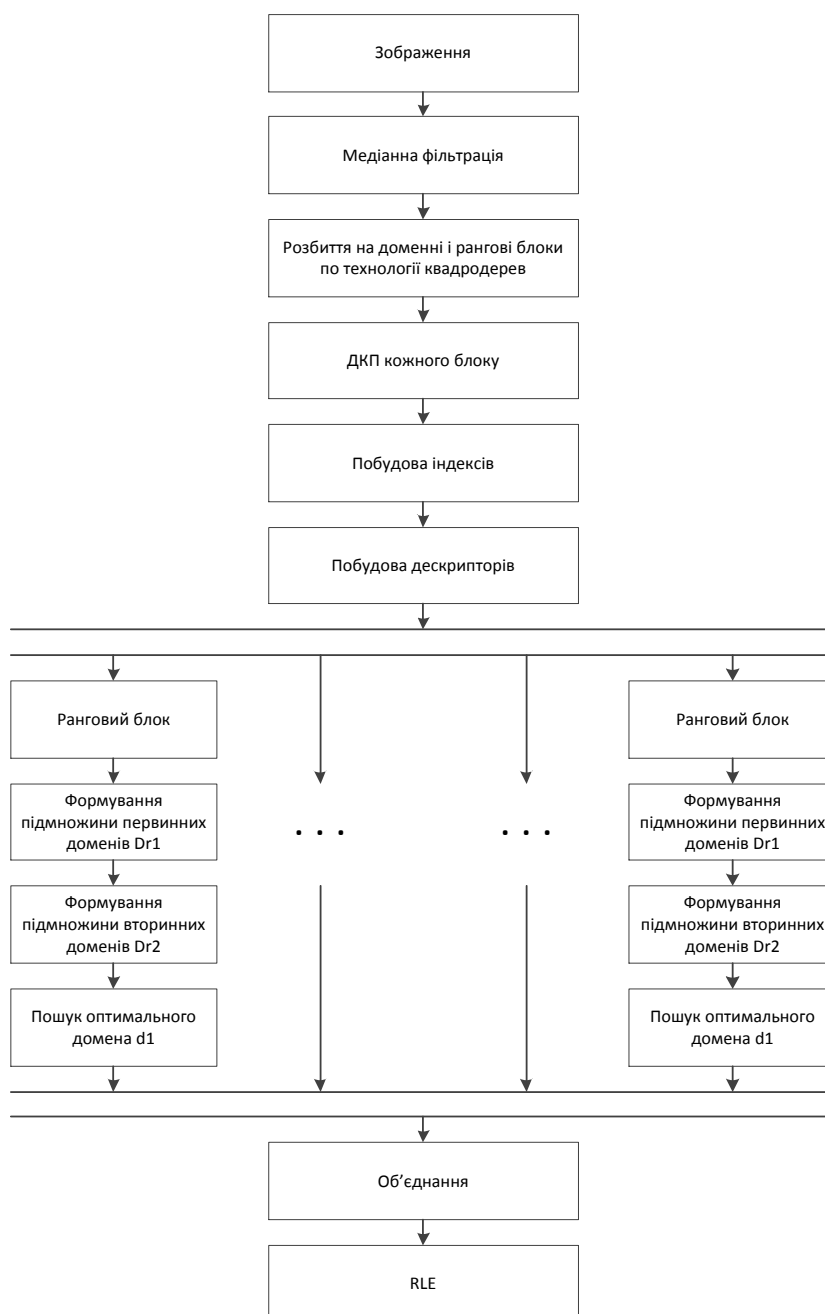 Зображення
Медіанна фільтрація
Розбиття на доменні і рангові блоки
по технології квадродерев
ДКП кожного блоку
Побудова індексів
Побудова дескрипторів
Ранговий блок
Ранговий блок
Формування
підмножини первинних
доменів Dr1
. . .
. . .
Формування
підмножини первинних
доменів Dr1
Формування
підмножини вторинних
доменів Dr2
Формування
підмножини вторинних
доменів Dr2
Пошук оптимального
домена d1
Пошук оптимального
домена d1
Об’єднання
RLE